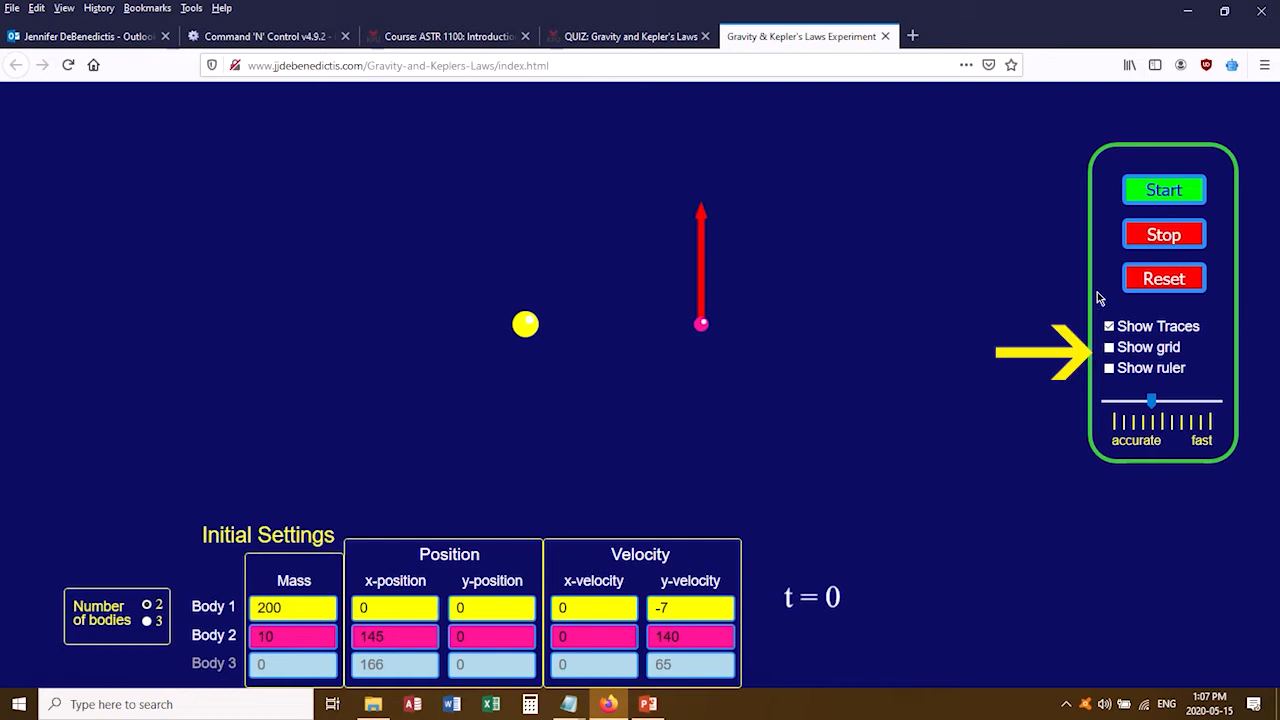 File Edit View History Bookmarks Tools Help
Jennifer DeBenedictis - Outlook Command 'N' Control v4.9.2 - Course: ASTR 1100: Introduction QUIZ: Gravity and Kepler's Laws Gravity & Kepler's Laws Experiment
www.jjdebenedictis.com/Gravity-and-Keplers-Laws/index.html
Start
Stop
Reset
Show Traces
Show grid
Show ruler
accurate fast
Initial Settings
Position Velocity
Mass x-position y-position x-velocity y-velocity
Number of bodies 2 3
Body 1 200 0 0 0 -7
Body 2 10 145 0 0 140
Body 3 0 166 0 0 65
t = 0
Type here to search
ENG 1:07 PM
2020-05-15